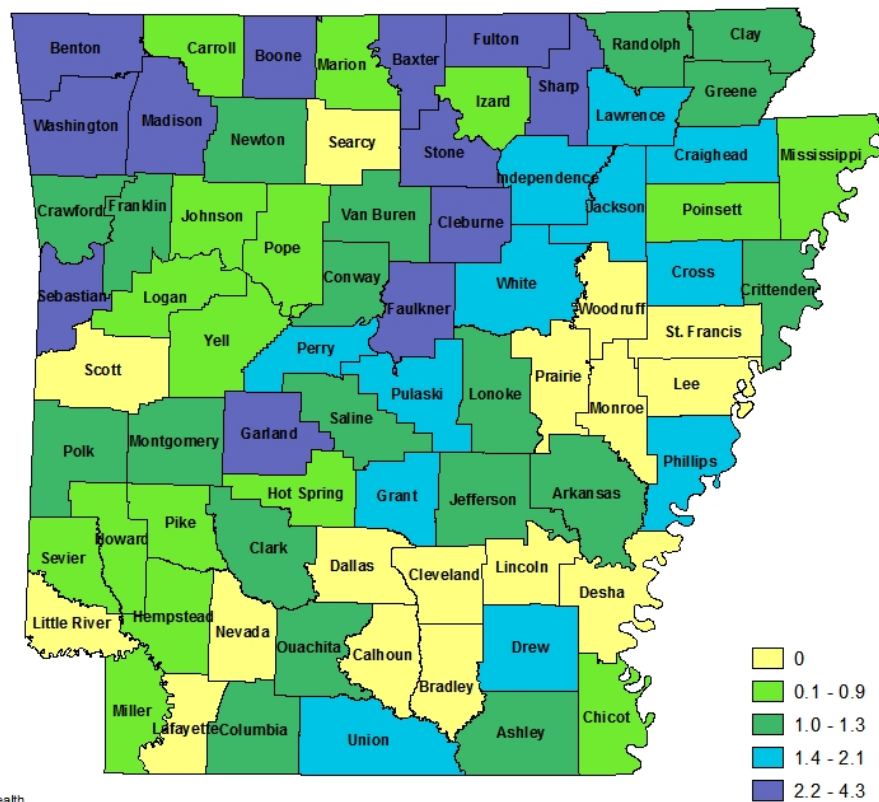 Benton
Carroll
Boone
Marion
Baxter
Fulton
Randolph
Clay
Sharp
Izard
Greene
Washington
Madison
Newton
Searcy
Stone
Lawrence
Independence
Craighead
Mississippi
Crawford
Franklin
Johnson
Pope
Van Buren
Cleburne
Jackson
Poinsett
Sebastian
Logan
Conway
Faulkner
White
Woodruff
Cross
Crittenden
Scott
Yell
Perry
Pulaski
Lonoke
Prairie
Monroe
St. Francis
Lee
Polk
Montgomery
Garland
Saline
Phillips
Hot Spring
Grant
Jefferson
Arkansas
Sevier
Howard
Pike
Clark
Dallas
Cleveland
Lincoln
Desha
Little River
Hempstead
Nevada
Ouachita
Calhoun
Bradley
Drew
Miller
Lafayette
Columbia
Union
Ashley
Chicot
0
0.1 - 0.9
1.0 - 1.3
1.4 - 2.1
2.2 - 4.3